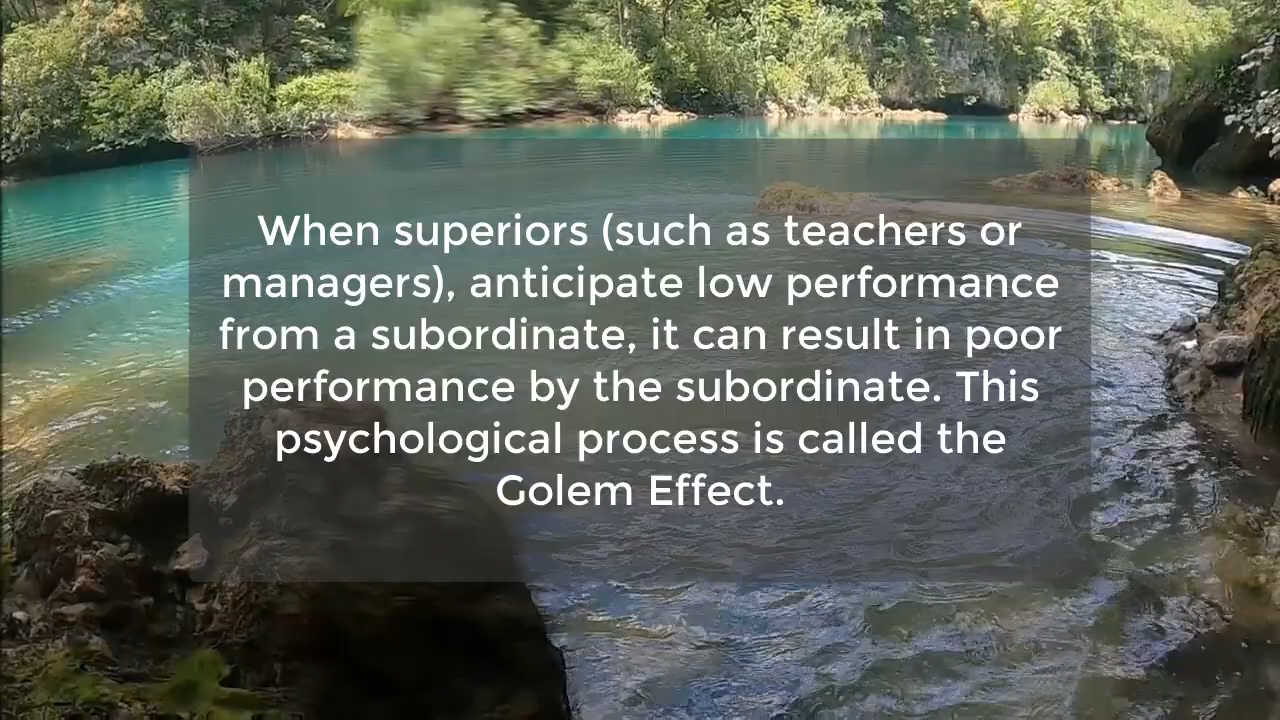 When superiors (such as teachers or
managers), anticipate low performance
from a subordinate, it can result in poor
performance by the subordinate. This
psychological process is called the
Golem Effect.